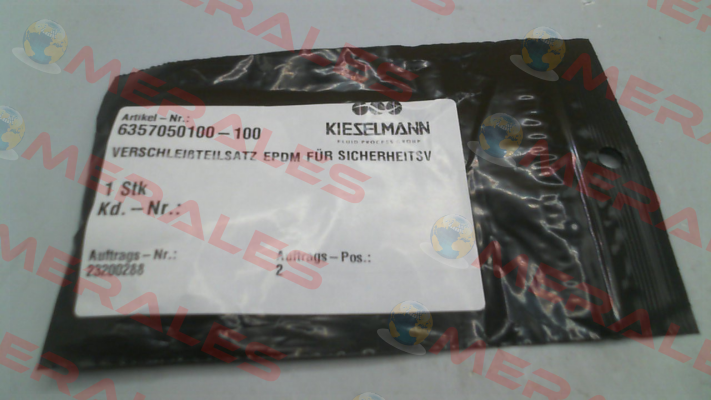 Artikel-Nr.:
6357050100-100
KIESELMANN
FLUID PROCESS GROUP
VERSCHLEIßTEILSATZ EPDM FÜR SICHERHEITSV
1 Stk
Kd.-Nr.:
Auftrags-Nr.:
23200288
Auftrags-Pos.:
2
MERALES
MERALES
MERALES
MERALES
MERALES